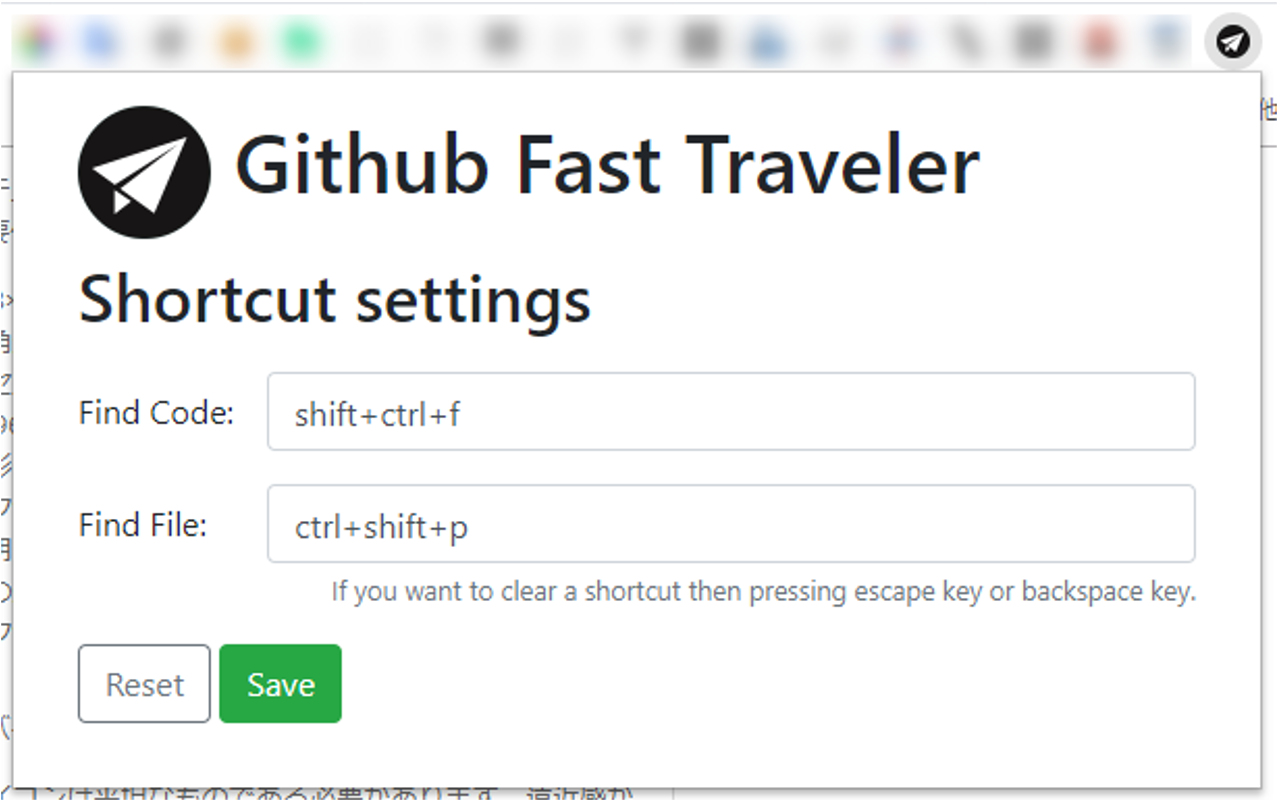 Github Fast Traveler
Shortcut settings
Find Code:
shift+ctrl+f
Find File:
ctrl+shift+p
If you want to clear a shortcut then pressing escape key or backspace key.
Reset
Save